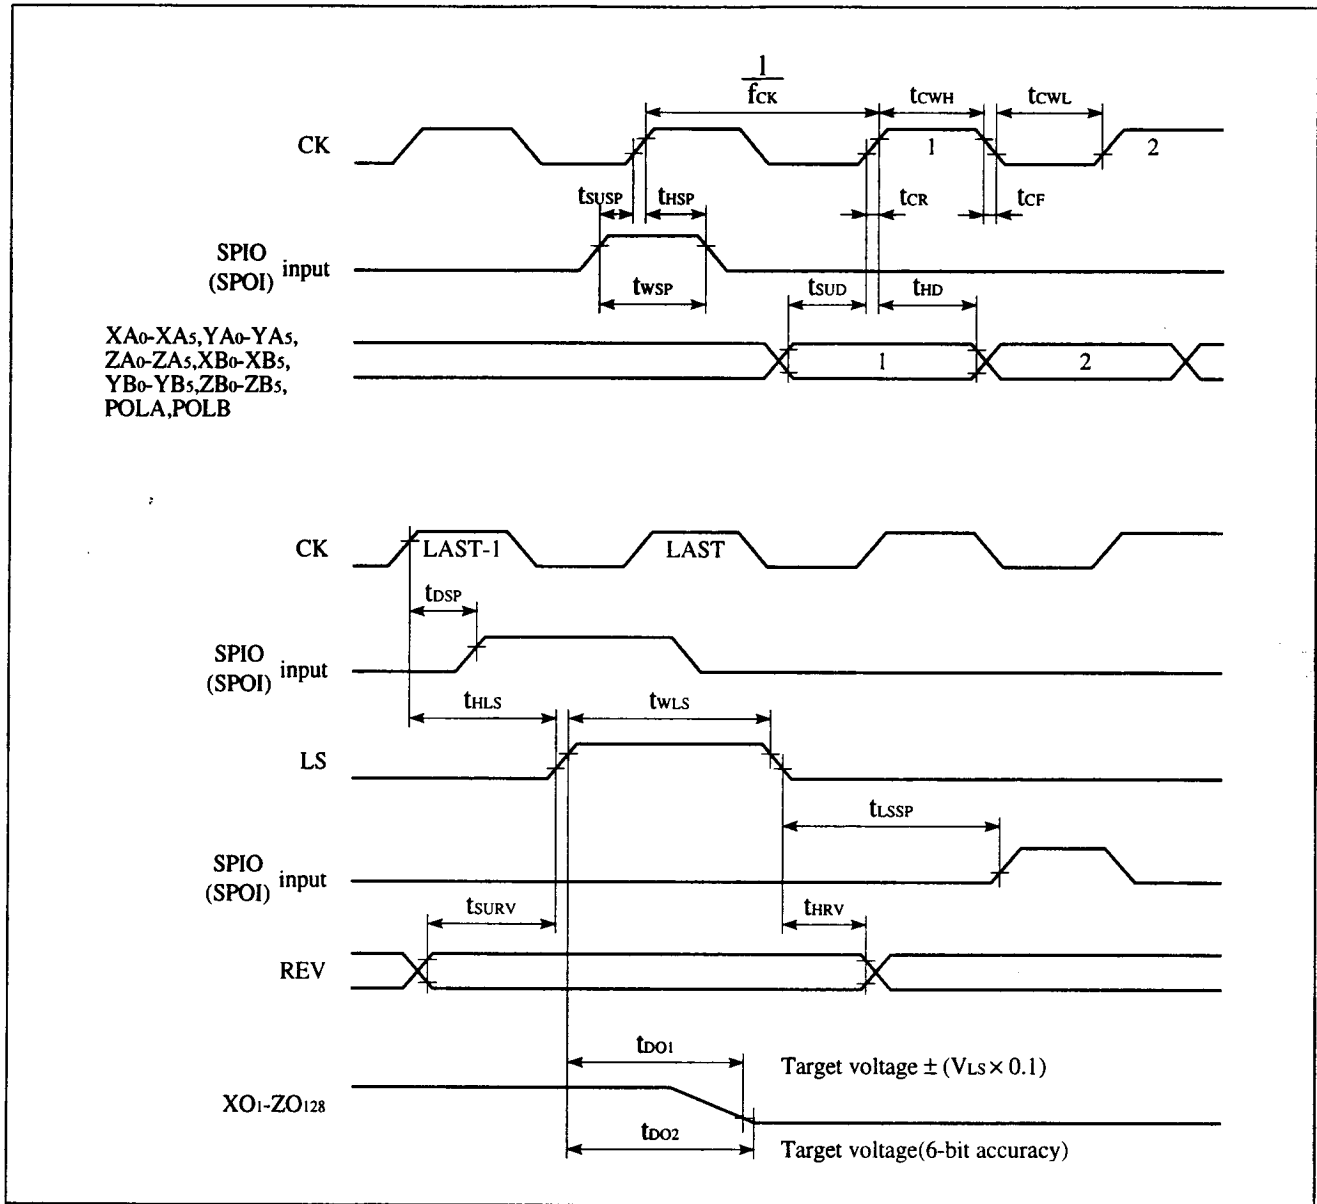 1
fCK
tCWH
tCWL
CK
1
2
tSUSP
tHSP
tCR
tCF
SPIO
(SPOI)
input
tWSP
tSUD
tHD
XA0-XA5,YA0-YA5,
ZA0-ZA5,XB0-XB5,
YB0-YB5,ZB0-ZB5,
POLA,POLB
1
2
CK
LAST-1
LAST
tDSP
SPIO
(SPOI)
input
tHLS
tWLS
LS
tLSSP
SPIO
(SPOI)
input
tSURV
tHRV
REV
tDO1
Target voltage ± (VLS × 0.1)
XO1-ZO128
tDO2
Target voltage(6-bit accuracy)